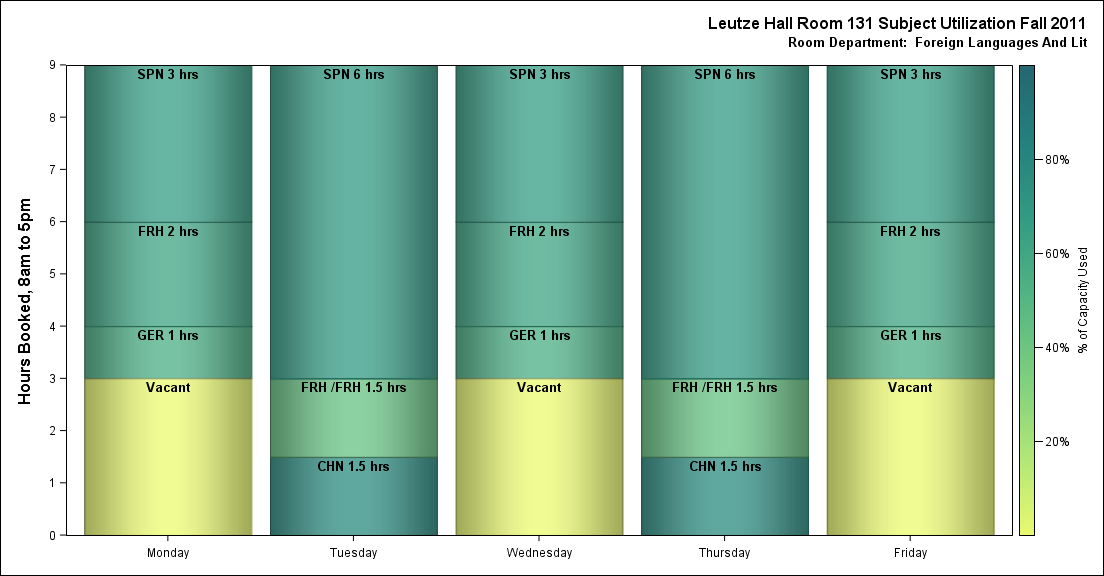 Leutze Hall Room 131 Subject Utilization Fall 2011
Room Department:  Foreign Languages And Lit
Hours Booked, 8am to 5pm
9
8
7
6
5
4
3
2
1
0
SPN 3 hrs
FRH 2 hrs
GER 1 hrs
Vacant
Monday
SPN 6 hrs
FRH /FRH 1.5 hrs
CHN 1.5 hrs
Tuesday
SPN 3 hrs
FRH 2 hrs
GER 1 hrs
Vacant
Wednesday
SPN 6 hrs
FRH /FRH 1.5 hrs
CHN 1.5 hrs
Thursday
SPN 3 hrs
FRH 2 hrs
GER 1 hrs
Vacant
Friday
80%
60%
40%
20%
% of Capacity Used